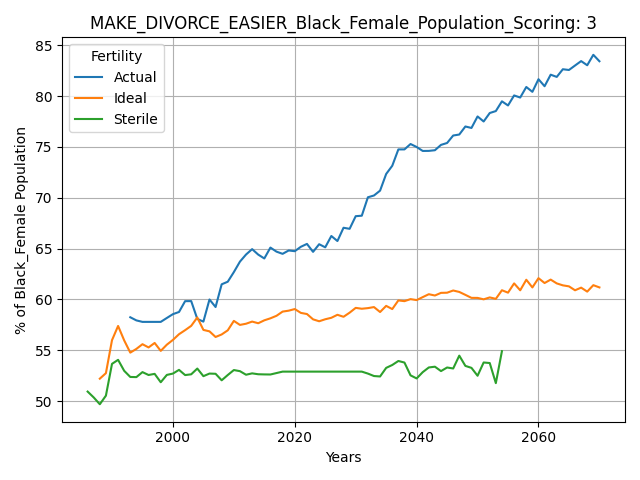 MAKE_DIVORCE_EASIER_Black_Female_Population_Scoring: 3
Fertility
Actual
Ideal
Sterile
% of Black_Female Population
85
80
75
70
65
60
55
50
2000
2020
2040
2060
Years